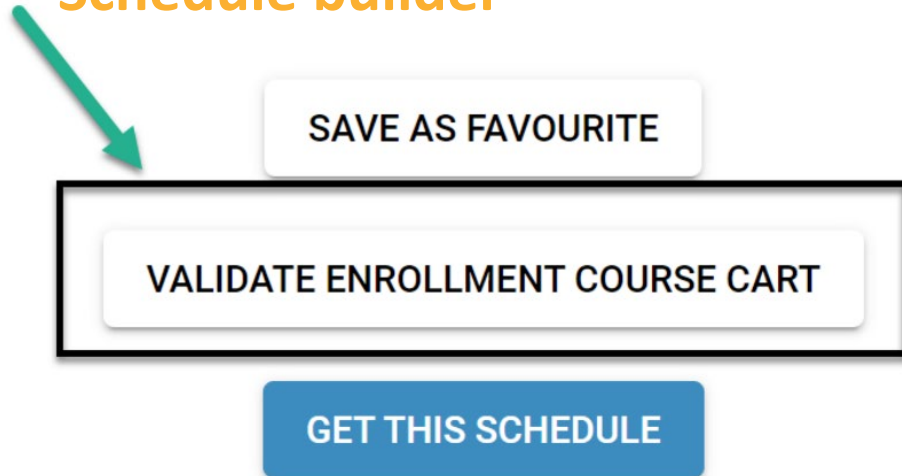 Schedule builder
SAVE AS FAVOURITE
VALIDATE ENROLLMENT COURSE CART
GET THIS SCHEDULE